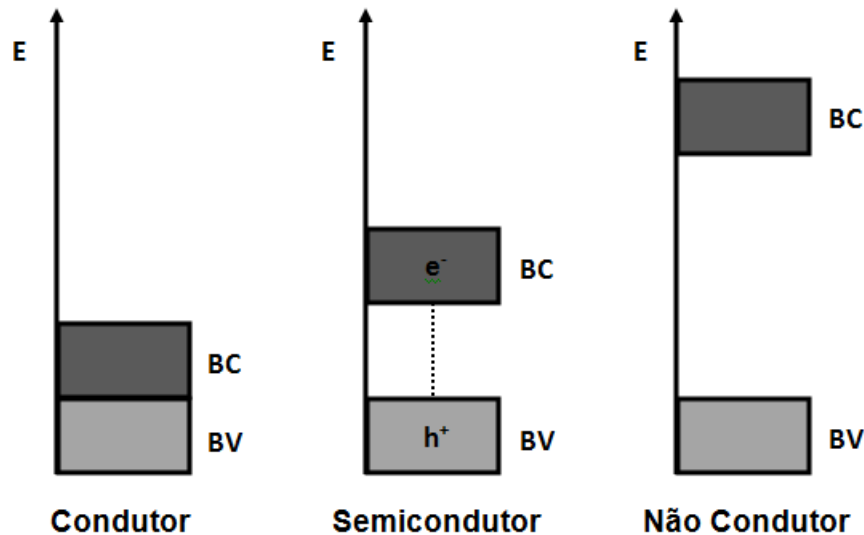 E
E
E
BC
e⁻
BC
BC
h⁺
BV
BV
BV
Condutor
Semicondutor
Não Condutor